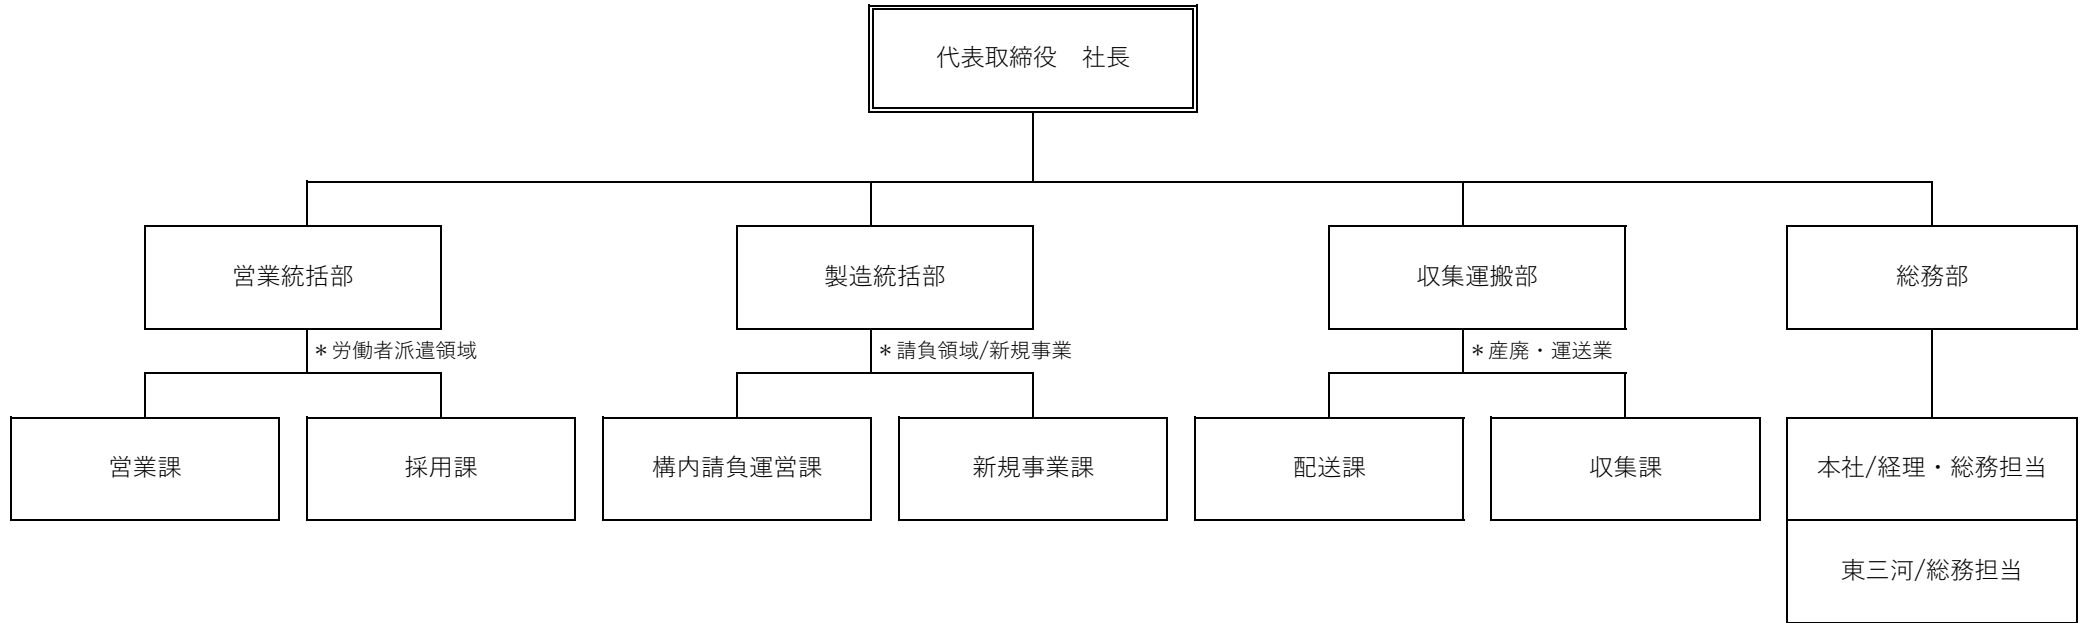 代表取締役　社長
営業統括部
製造統括部
収集運搬部
総務部
＊労働者派遣領域
＊請負領域/新規事業
＊産廃・運送業
営業課
採用課
構内請負運営課
新規事業課
配送課
収集課
本社/経理・総務担当
東三河/総務担当